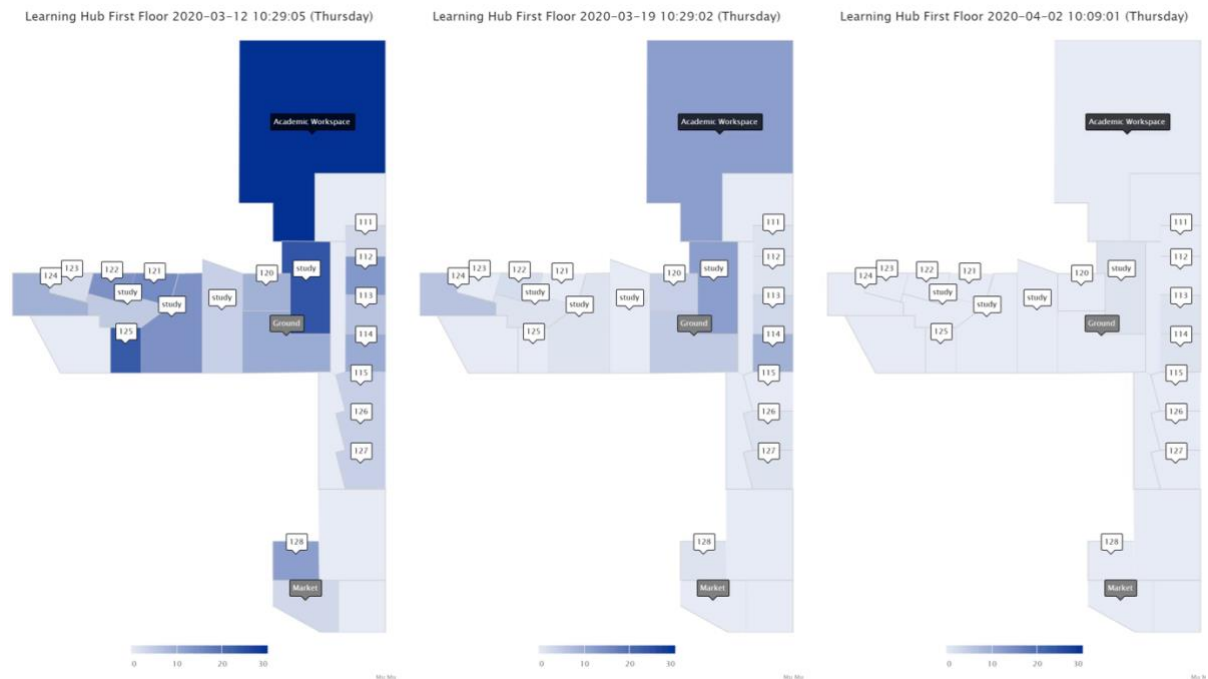 Learning Hub First Floor 2020-03-12 10:29:05 (Thursday)
Academic Workspace
111
112
120
study
123
122
121
124
study
study
study
113
Ground
125
114
115
126
127
128
Market
0 10 20 30
Learning Hub First Floor 2020-03-19 10:29:02 (Thursday)
Academic Workspace
111
112
120
study
123
122
121
124
study
study
study
113
Ground
125
114
115
126
127
128
Market
0 10 20 30
Learning Hub First Floor 2020-04-02 10:09:01 (Thursday)
Academic Workspace
111
112
120
study
123
122
121
124
study
study
study
113
Ground
125
114
115
126
127
128
Market
0 10 20 30